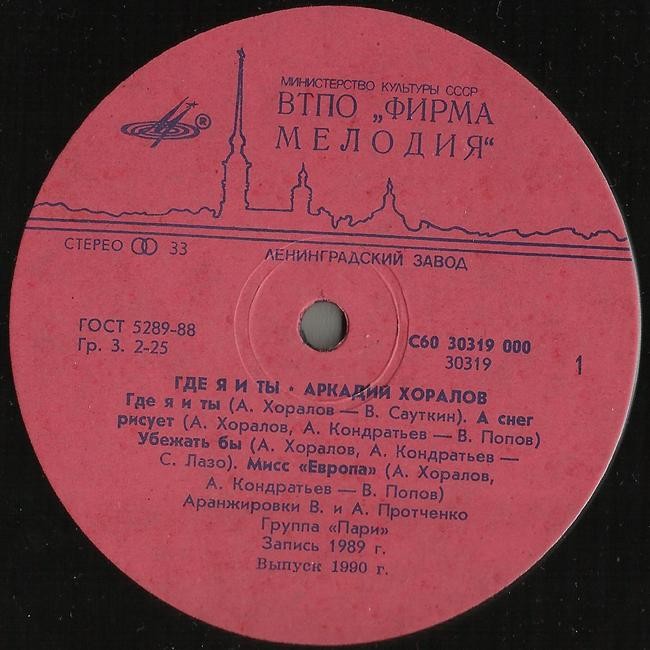 МИНИСТЕРСТВО КУЛЬТУРЫ СССР
ВТПО „ФИРМА
МЕЛОДИЯ“
®
СТЕРЕО 33
ЛЕНИНГРАДСКИЙ ЗАВОД
ГОСТ 5289-88
Гр. 3. 2-25
С60 30319 000
30319
1
ГДЕ Я И ТЫ • АРКАДИЙ ХОРАЛОВ
Где я и ты (А. Хоралов — В. Сауткин). А снег
рисует (А. Хоралов, А. Кондратьев — В. Попов)
Убежать бы (А. Хоралов, А. Кондратьев —
С. Лазо). Мисс «Европа» (А. Хоралов,
А. Кондратьев — В. Попов)
Аранжировки В. и А. Протченко
Группа «Пари»
Запись 1989 г.
Выпуск 1990 г.